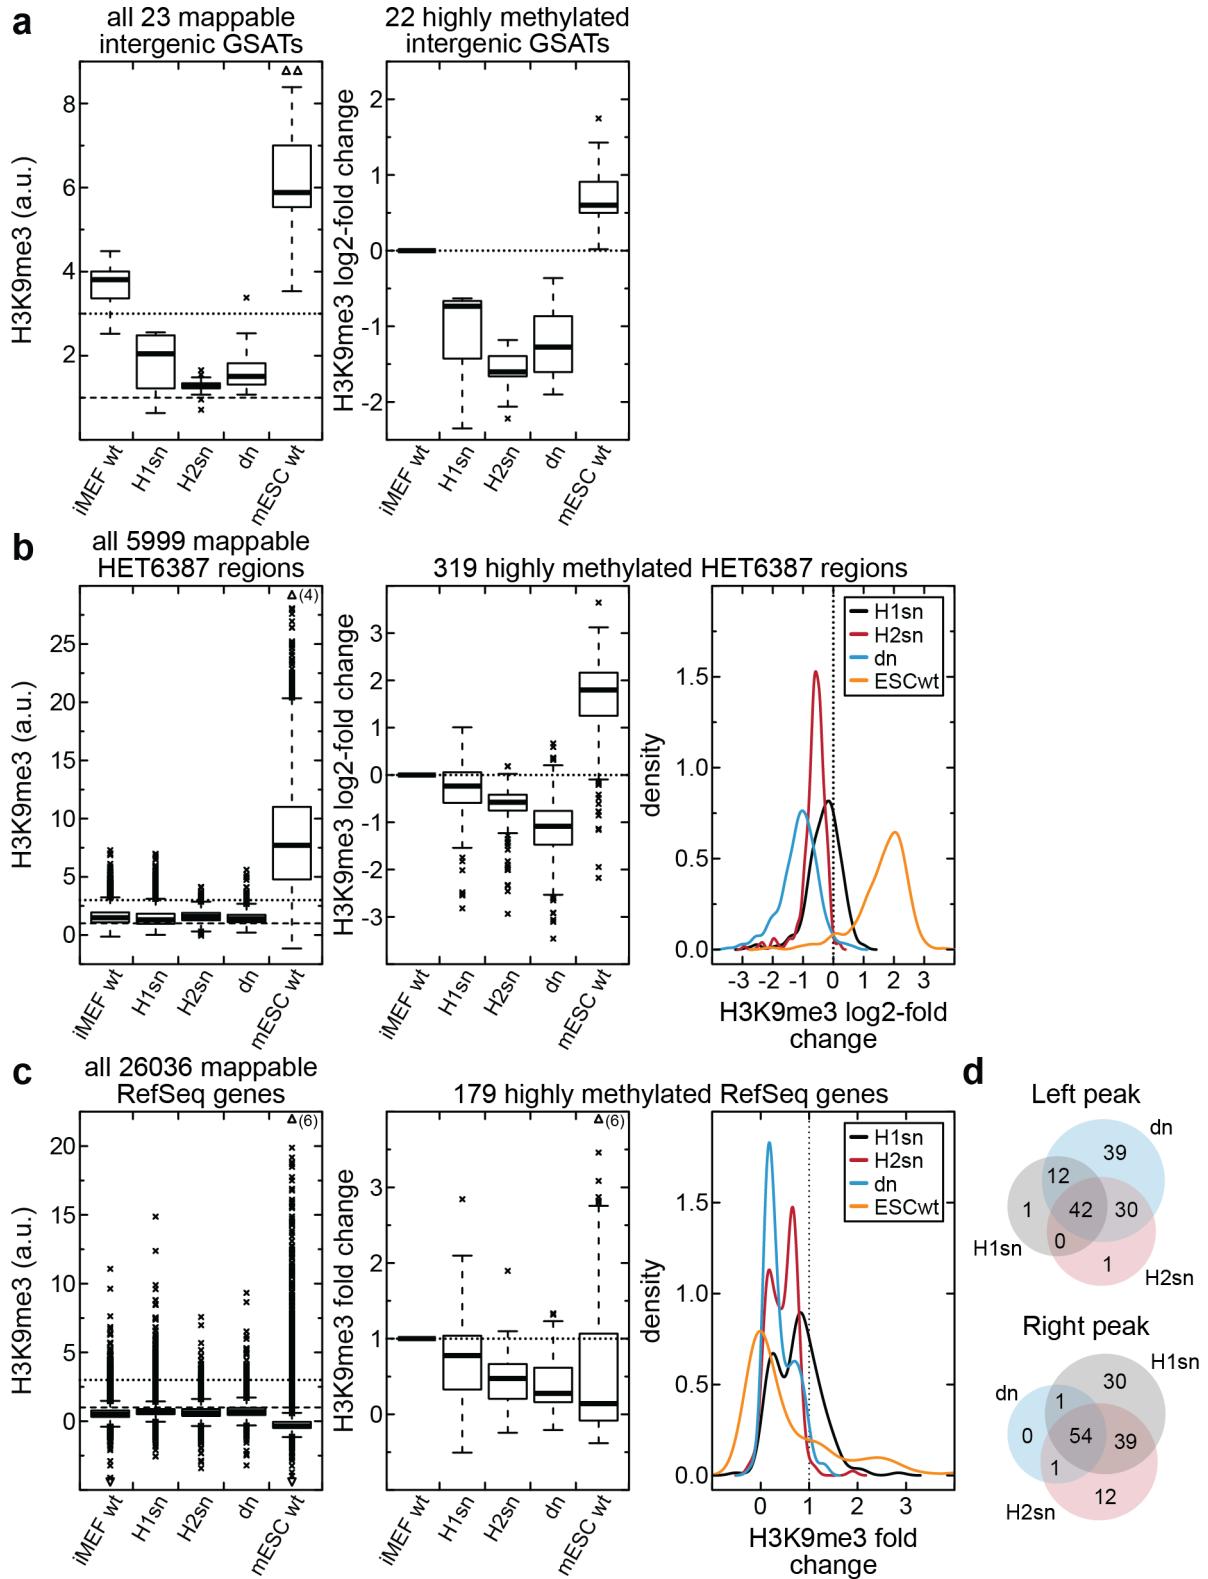 a
all 23 mappable
intergenic GSATs
22 highly methylated
intergenic GSATs
H3K9me3 (a.u.)
8
6
4
2
iMEF wt
H1sn
H2sn
dn
mESC wt
H3K9me3 log2-fold change
2
1
0
-1
-2
iMEF wt
H1sn
H2sn
dn
mESC wt
b
all 5999 mappable
HET6387 regions
319 highly methylated HET6387 regions
H3K9me3 (a.u.)
25
20
15
10
5
0
(4)
iMEF wt
H1sn
H2sn
dn
mESC wt
H3K9me3 log2-fold change
3
2
1
0
-1
-2
-3
iMEF wt
H1sn
H2sn
dn
mESC wt
density
1.5
1.0
0.5
0.0
H1sn
H2sn
dn
ESCwt
-3 -2 -1 0 1 2 3
H3K9me3 log2-fold
change
c
all 26036 mappable
RefSeq genes
179 highly methylated RefSeq genes
H3K9me3 (a.u.)
20
15
10
5
0
(6)
iMEF wt
H1sn
H2sn
dn
mESC wt
H3K9me3 fold change
3
2
1
0
(6)
iMEF wt
H1sn
H2sn
dn
mESC wt
density
1.5
1.0
0.5
0.0
H1sn
H2sn
dn
ESCwt
0 1 2 3
H3K9me3 fold
change
d
Left peak
dn
39
12
1 42 30
H1sn 0
1
H2sn
Right peak
H1sn
30
dn 1
0 54 39
1
12
H2sn